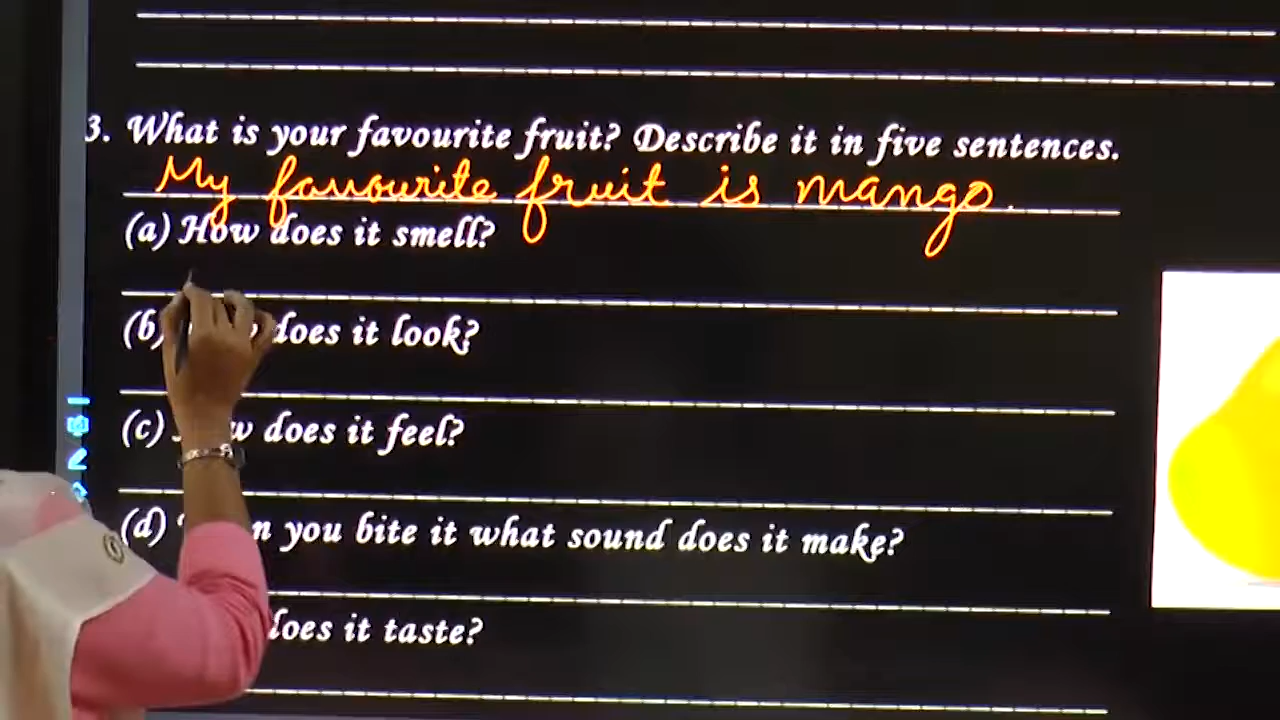 3. What is your favourite fruit? Describe it in five sentences.
My favourite fruit is mango.
(a) How does it smell?
(b) does it look?
(c) does it feel?
(d) you bite it what sound does it make?
does it taste?